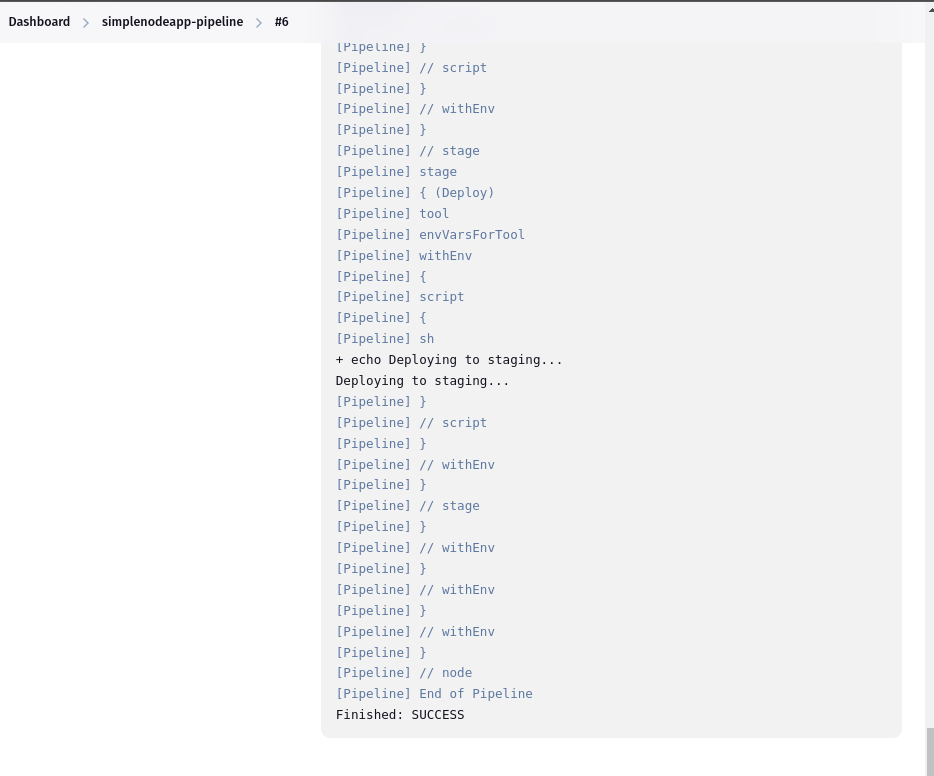 Dashboard > simplenodeapp-pipeline > #6
[Pipeline] }
[Pipeline] // script
[Pipeline] }
[Pipeline] // withEnv
[Pipeline] }
[Pipeline] // stage
[Pipeline] stage
[Pipeline] { (Deploy)
[Pipeline] tool
[Pipeline] envVarsForTool
[Pipeline] withEnv
[Pipeline] {
[Pipeline] script
[Pipeline] {
[Pipeline] sh
+ echo Deploying to staging...
Deploying to staging...
[Pipeline] }
[Pipeline] // script
[Pipeline] }
[Pipeline] // withEnv
[Pipeline] }
[Pipeline] // stage
[Pipeline] }
[Pipeline] // withEnv
[Pipeline] }
[Pipeline] // withEnv
[Pipeline] }
[Pipeline] // withEnv
[Pipeline] }
[Pipeline] // node
[Pipeline] End of Pipeline
Finished: SUCCESS